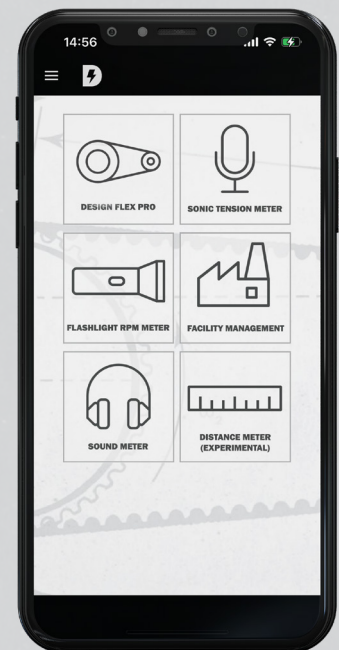 14:56
DESIGN FLEX PRO
SONIC TENSION METER
FLASHLIGHT RPM METER
FACILITY MANAGEMENT
SOUND METER
DISTANCE METER
(EXPERIMENTAL)